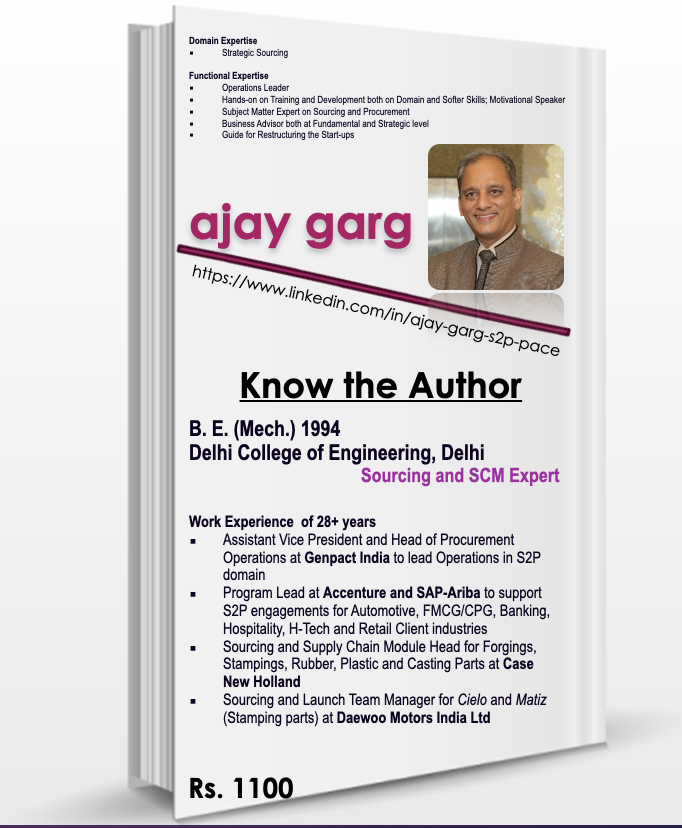 Domain Expertise
▪ Strategic Sourcing
Functional Expertise
▪ Operations Leader
▪ Hands-on on Training and Development both on Domain and Softer Skills; Motivational Speaker
▪ Subject Matter Expert on Sourcing and Procurement
▪ Business Advisor both at Fundamental and Strategic level
▪ Guide for Restructuring the Start-ups
ajay garg
https://www.linkedin.com/in/ajay-garg-s2p-pace
Know the Author
B. E. (Mech.) 1994
Delhi College of Engineering, Delhi
Sourcing and SCM Expert
Work Experience of 28+ years
▪ Assistant Vice President and Head of Procurement
Operations at Genpact India to lead Operations in S2P
domain
▪ Program Lead at Accenture and SAP-Ariba to support
S2P engagements for Automotive, FMCG/CPG, Banking,
Hospitality, H-Tech and Retail Client industries
▪ Sourcing and Supply Chain Module Head for Forgings,
Stampings, Rubber, Plastic and Casting Parts at Case
New Holland
▪ Sourcing and Launch Team Manager for Cielo and Matiz
(Stamping parts) at Daewoo Motors India Ltd
Rs. 1100